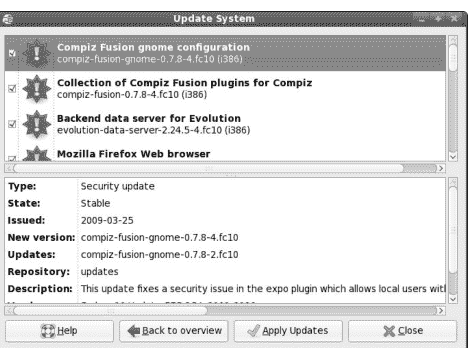 Update System
Compiz Fusion gnome configuration
compiz-fusion-gnome-0.7.8-4.fc10 (i386)
Collection of Compiz Fusion plugins for Compiz
compiz-fusion-0.7.8-4.fc10 (i386)
Backend data server for Evolution
evolution-data-server-2.24.5-4.fc10 (i386)
Mozilla Firefox Web browser
Type: Security update
State: Stable
Issued: 2009-03-25
New version: compiz-fusion-gnome-0.7.8-4.fc10
Updates: compiz-fusion-gnome-0.7.8-2.fc10
Repository: updates
Description: This update fixes a security issue in the expo plugin which allows local users wit
Help
Back to overview
Apply Updates
Close